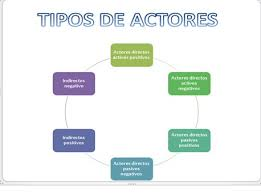 TIPOS DE ACTORES
Actores directos
activos positivos
Actores directos
activos
negativos
Actores directos
pasivos
positivos
Actores directos
pasivos
negativos
Indirectos
positivos
Indirectos
negativo